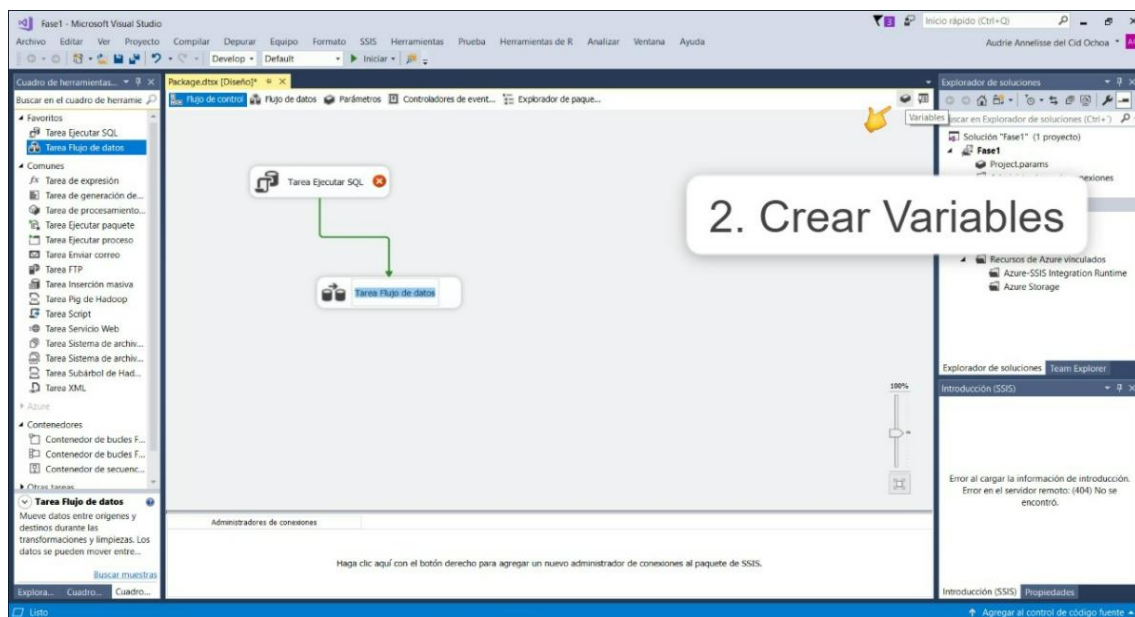 Fase1 - Microsoft Visual Studio
3
Inicio rápido (Ctrl+Q)
Archivo Editar Ver Proyecto Compilar Depurar Equipo Formato SSIS Herramientas Prueba Herramientas de R Analizar Ventana Ayuda
Audrie Annelisse del Cid Ochoa
Develop Default Iniciar
Cuadro de herramientas...
Package.dtsx [Diseño]*
Explorador de soluciones
Buscar en el cuadro de herramie
Flujo de control Flujo de datos Parámetros Controladores de event... Explorador de paque...
Variables
Favoritos
Tarea Ejecutar SQL
Tarea Flujo de datos
Comunes
Tarea de expresión
Tarea de generación de...
Tarea de procesamiento...
Tarea Ejecutar paquete
Tarea Ejecutar proceso
Tarea Enviar correo
Tarea FTP
Tarea Inserción masiva
Tarea Pig de Hadoop
Tarea Script
Tarea Servicio Web
Tarea Sistema de archiv...
Tarea Sistema de archiv...
Tarea Subárbol de Had...
Tarea XML
Azure
Contenedores
Contenedor de bucles F...
Contenedor de bucles F...
Contenedor de secuenc...
Otras tareas
Tarea Flujo de datos
Mueve datos entre orígenes y
destinos durante las
transformaciones y limpiezas. Los
datos se pueden mover entre...
Buscar muestras
Explora... Cuadro... Cuadro...
Tarea Ejecutar SQL
Tarea Flujo de datos
2. Crear Variables
100%
Administradores de conexiones
Haga clic aquí con el botón derecho para agregar un nuevo administrador de conexiones al paquete de SSIS.
uscar en Explorador de soluciones (Ctrl+')
Solución "Fase1" (1 proyecto)
Fase1
Project.params
Recursos de Azure vinculados
Azure-SSIS Integration Runtime
Azure Storage
Explorador de soluciones Team Explorer
Introducción (SSIS)
Error al cargar la información de introducción.
Error en el servidor remoto: (404) No se
encontró.
Introducción (SSIS) Propiedades
Listo
Agregar al control de código fuente